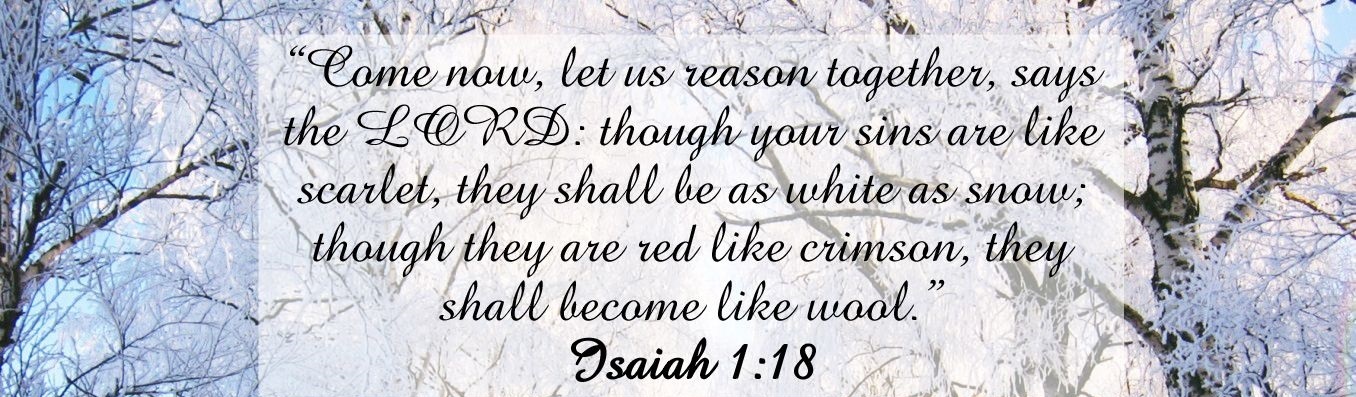 “Come now, let us reason together, says
the LORD: though your sins are like
scarlet, they shall be as white as snow;
though they are red like crimson, they
shall become like wool.”
Isaiah 1:18